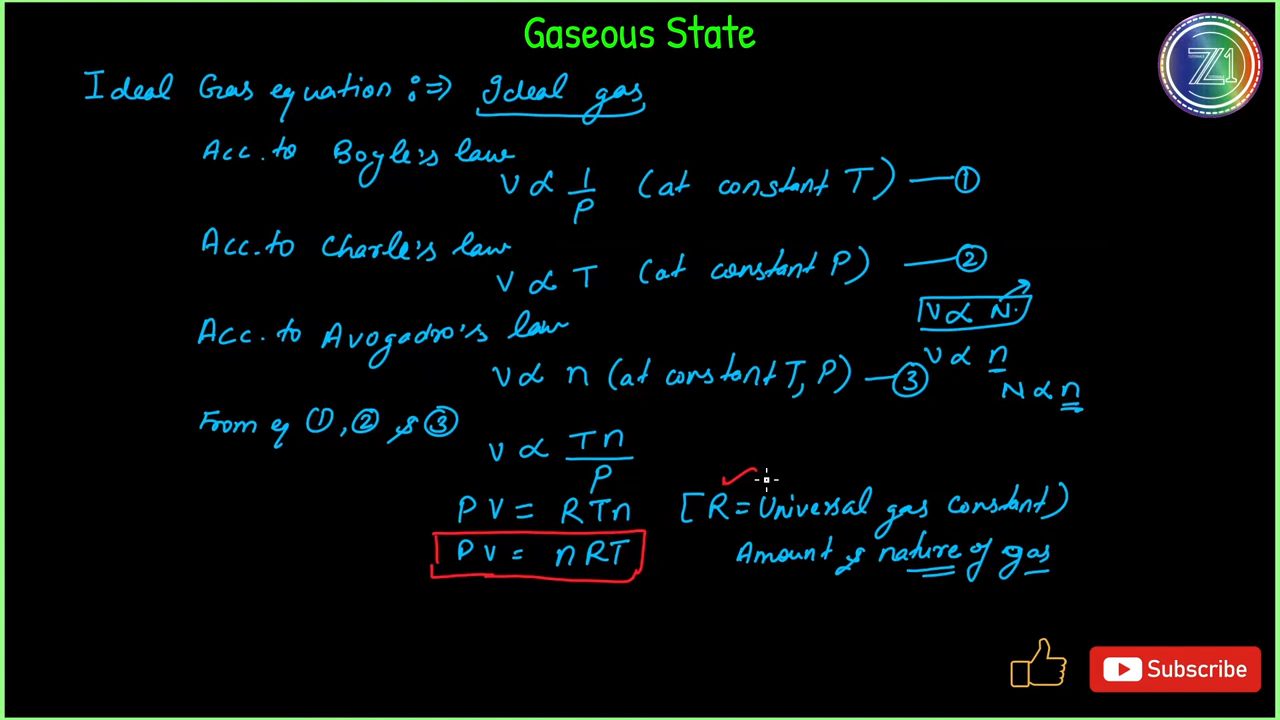 Gaseous State
Z1
Ideal Gas equation :⇒ Ideal gas
Acc. to Boyle's law
V ∝ 1/P (at constant T) — ①
Acc. to Charle's law
V ∝ T (at constant P) — ②
V ∝ N.
Acc. to Avogadro's law
V ∝ n
V ∝ n (at constant T, P) — ③
N ∝ n
From eq ①, ② & ③
V ∝ Tn/P
PV = RTn [R = Universal gas constant)
PV = nRT Amount & nature of gas
Subscribe